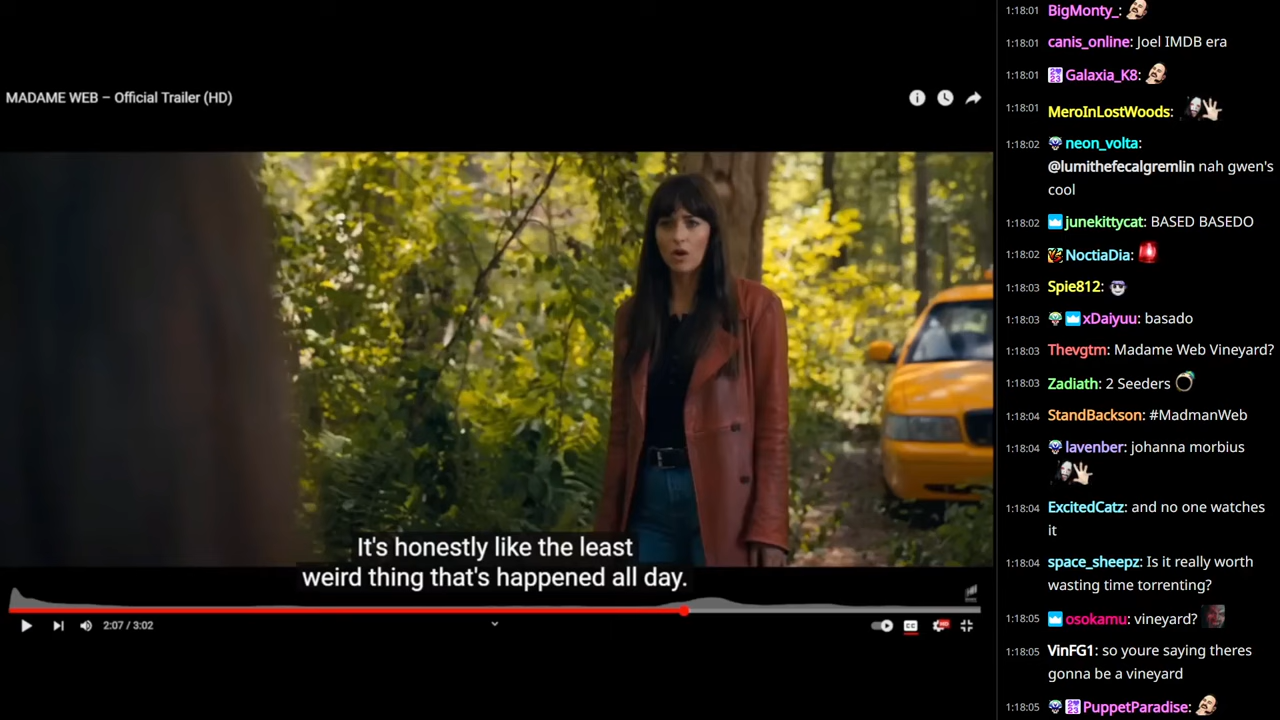 MADAME WEB – Official Trailer (HD)
It's honestly like the least
weird thing that's happened all day.
2:07 / 3:02
CC
HD
1:18:01 BigMonty_:
1:18:01 canis_online: Joel IMDB era
1:18:01 Galaxia_K8:
1:18:01 MeroInLostWoods:
1:18:02 neon_volta:
@lumithefecalgremlin nah gwen's
cool
1:18:02 junekittycat: BASED BASEDO
1:18:02 NoctiaDia:
1:18:03 Spie812:
1:18:03 xDaiyuu: basado
1:18:03 Thevgtm: Madame Web Vineyard?
1:18:03 Zadiath: 2 Seeders
1:18:04 StandBackson: #MadmanWeb
1:18:04 lavenber: johanna morbius
1:18:04 ExcitedCatz: and no one watches
it
1:18:04 space_sheepz: Is it really worth
wasting time torrenting?
1:18:05 osokamu: vineyard?
1:18:05 VinFG1: so youre saying theres
gonna be a vineyard
1:18:05 PuppetParadise: